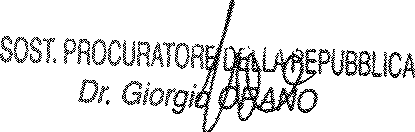 SOST. PROCURATORE DELLA REPUBBLICA
Dr. Giorgio ORANO